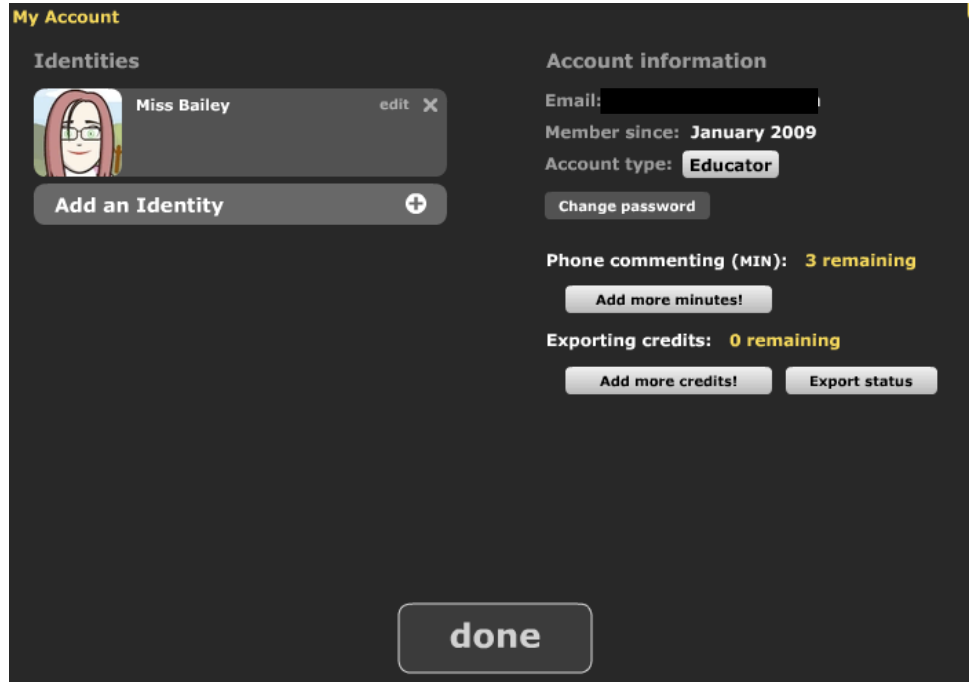 My Account
Identities
Miss Bailey edit
Add an Identity
Account information
Email:
Member since: January 2009
Account type: Educator
Change password
Phone commenting (MIN): 3 remaining
Add more minutes!
Exporting credits: 0 remaining
Add more credits! Export status
done